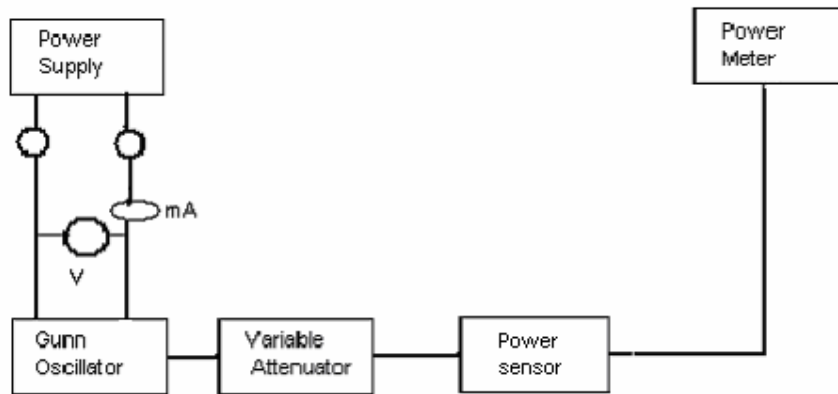 Power
Supply
Power
Meter
mA
V
Gunn
Oscillator
Variable
Attenuator
Power
sensor